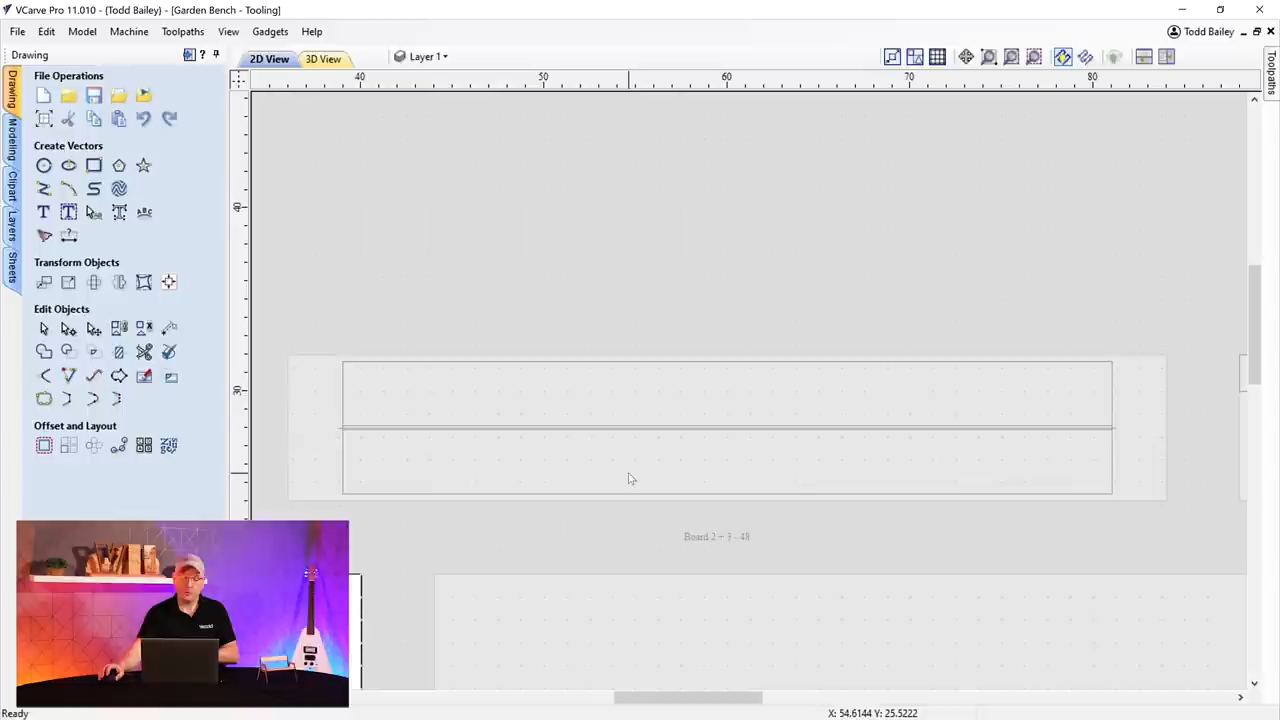 VCarve Pro 11.010 - {Todd Bailey} - [Garden Bench - Tooling]
File Edit Model Machine Toolpaths View Gadgets Help
Todd Bailey
Drawing
2D View
3D View
Layer 1
Toolpaths
Drawing
Modeling
Clipart
Layers
Sheets
File Operations
Create Vectors
Transform Objects
Edit Objects
Offset and Layout
40 50 60 70 80
40
30
Board 2 + 3 - 48
Ready
X: 54.6144 Y: 25.5222